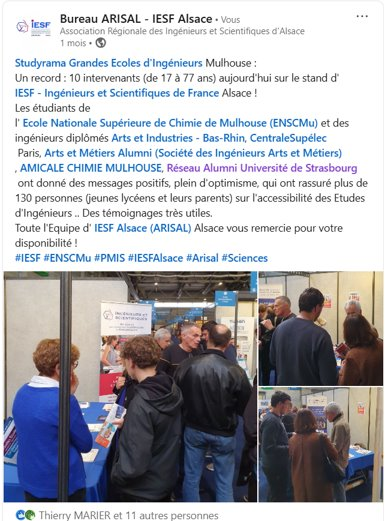 iESF
Bureau ARISAL - IESF Alsace • Vous
Association Régionale des Ingénieurs et Scientifiques d'Alsace
1 mois •
Studyrama Grandes Ecoles d'Ingénieurs Mulhouse :
Un record : 10 intervenants (de 17 à 77 ans) aujourd'hui sur le stand d'
IESF - Ingénieurs et Scientifiques de France Alsace !
Les étudiants de
l' Ecole Nationale Supérieure de Chimie de Mulhouse (ENSCMu) et des
ingénieurs diplômés Arts et Industries - Bas-Rhin, CentraleSupélec
Paris, Arts et Métiers Alumni (Société des Ingénieurs Arts et Métiers)
, AMICALE CHIMIE MULHOUSE, Réseau Alumni Université de Strasbourg
ont donné des messages positifs, plein d'optimisme, qui ont rassuré plus de
130 personnes (jeunes lycéens et leurs parents) sur l'accessibilité des Etudes
d'Ingénieurs .. Des témoignages très utiles.
Toute l'Equipe d' IESF Alsace (ARISAL) Alsace vous remercie pour votre
disponibilité !
#IESF #ENSCMu #PMIS #IESFAlsace #Arisal #Sciences
INGÉNIEURS ET
SCIENTIFIQUES
Thierry MARIER et 11 autres personnes